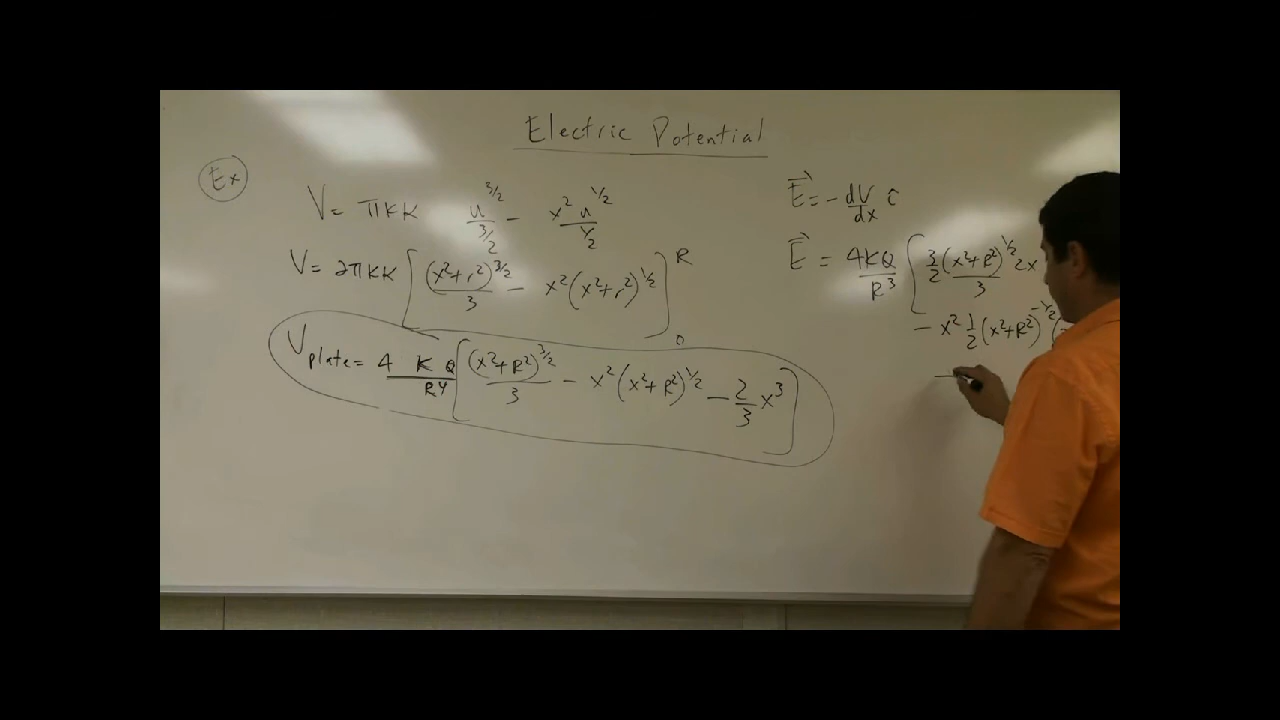 Electric Potential
Ex
V = πKK u^3/2 / 3/2 − x² u^1/2 / 1/2
V = 2πKK [ (x²+r²)^3/2 / 3 − x²(x²+r²)^1/2 ] R 0
V plate = 4 K Q / R⁴ [ (x²+R²)^3/2 / 3 − x²(x²+R²)^1/2 − 2/3 x³ ]
E⃗ = − dV/dx î
E⃗ = 4KQ / R³ [ 3/2 (x²+R²)^1/2 / 3 2x
− x² 1/2 (x²+R²)^-1/2 (
−